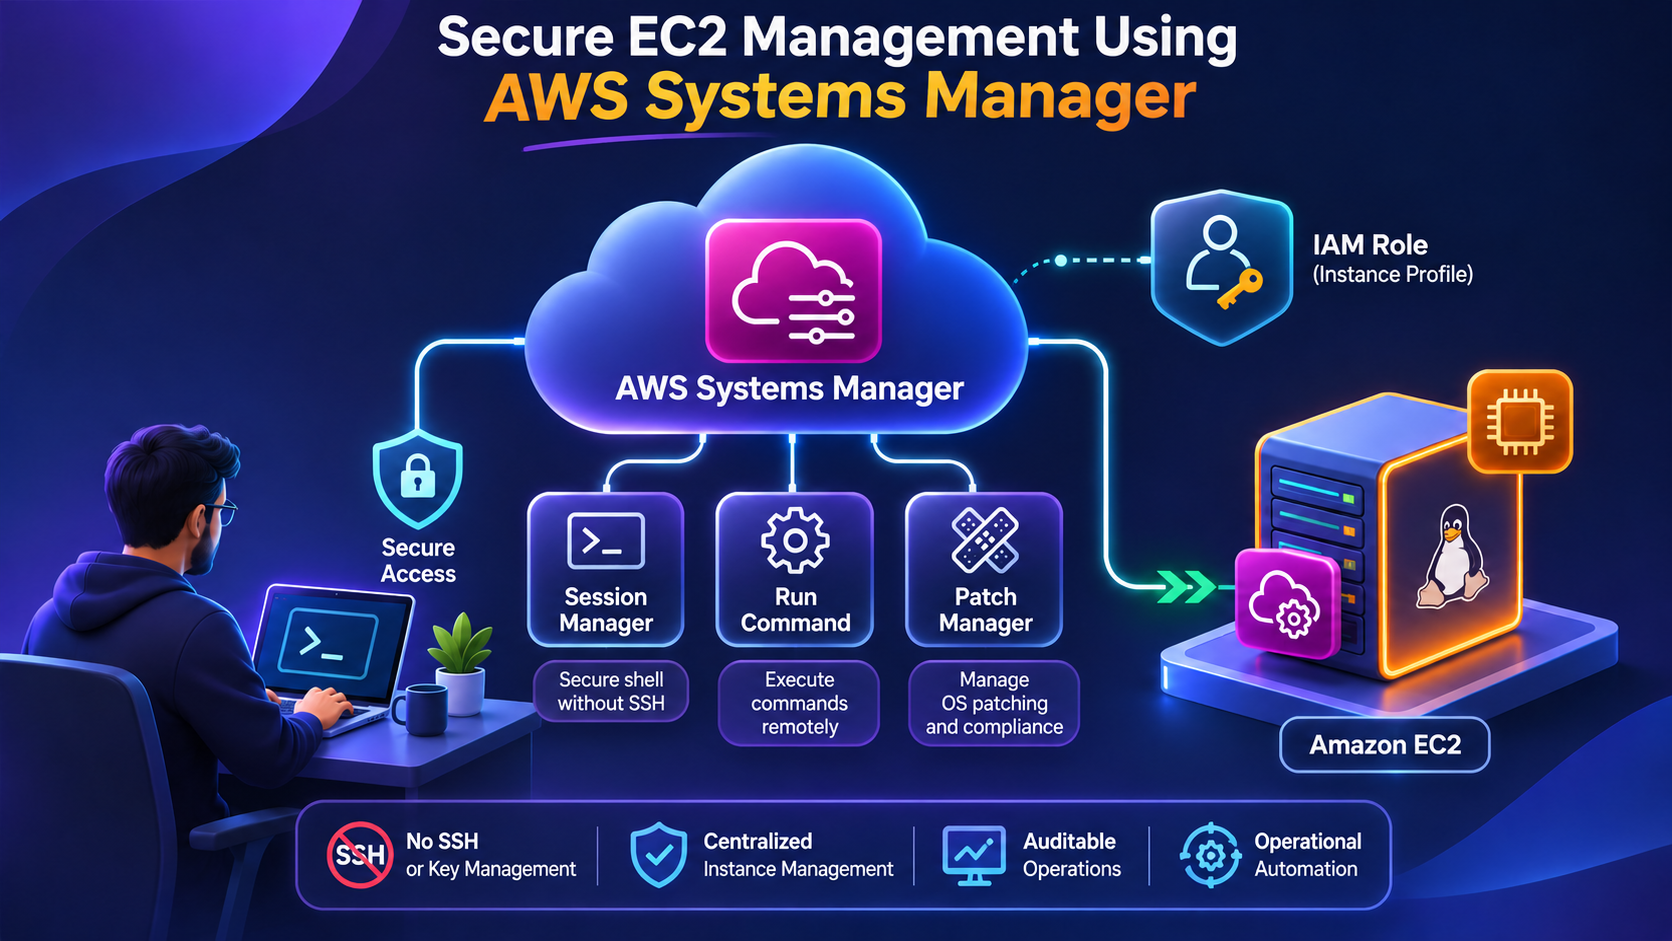 Secure EC2 Management Using
AWS Systems Manager
IAM Role
(Instance Profile)
AWS Systems Manager
Secure
Access
>_
>_
Session
Manager
Run
Command
Patch
Manager
Secure shell
without SSH
Execute
commands
remotely
Manage
OS patching
and compliance
Amazon EC2
SSH
No SSH
or Key Management
Centralized
Instance Management
Auditable
Operations
Operational
Automation